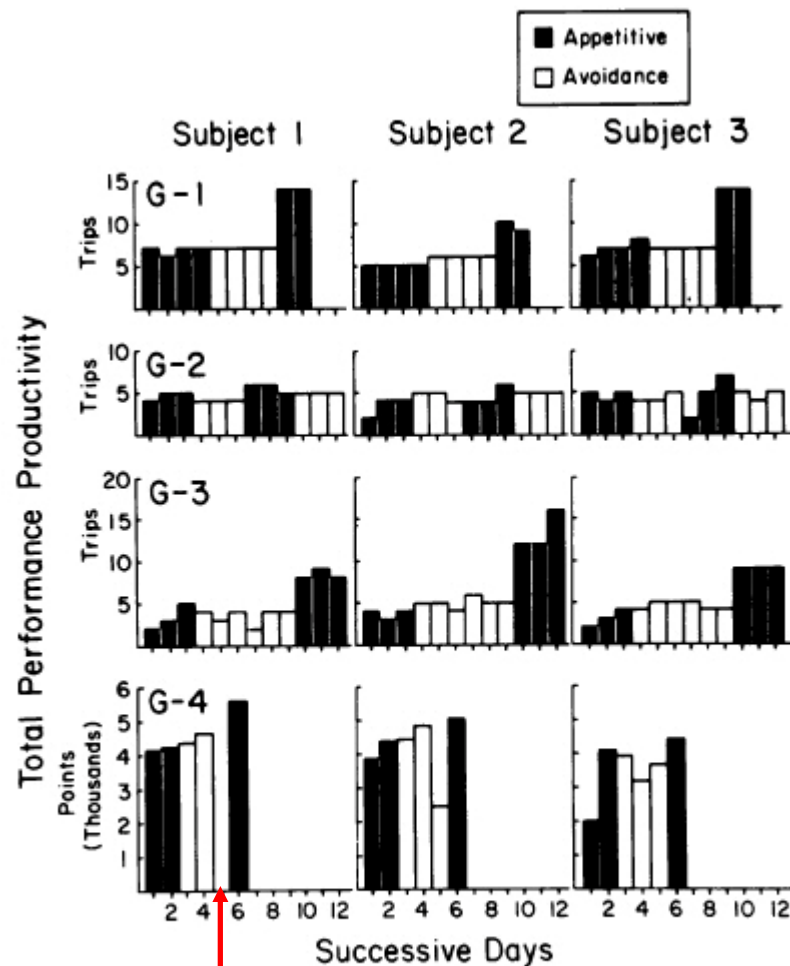 Appetitive
Avoidance
Subject 1 Subject 2 Subject 3
Total Performance Productivity
G-1
Trips
15
10
5
G-2
Trips
10
5
G-3
Trips
20
15
10
5
G-4
Points
(Thousands)
6
5
4
3
2
1
2 4 6 8 10 12 2 4 6 8 10 12 2 4 6 8 10 12
Successive Days